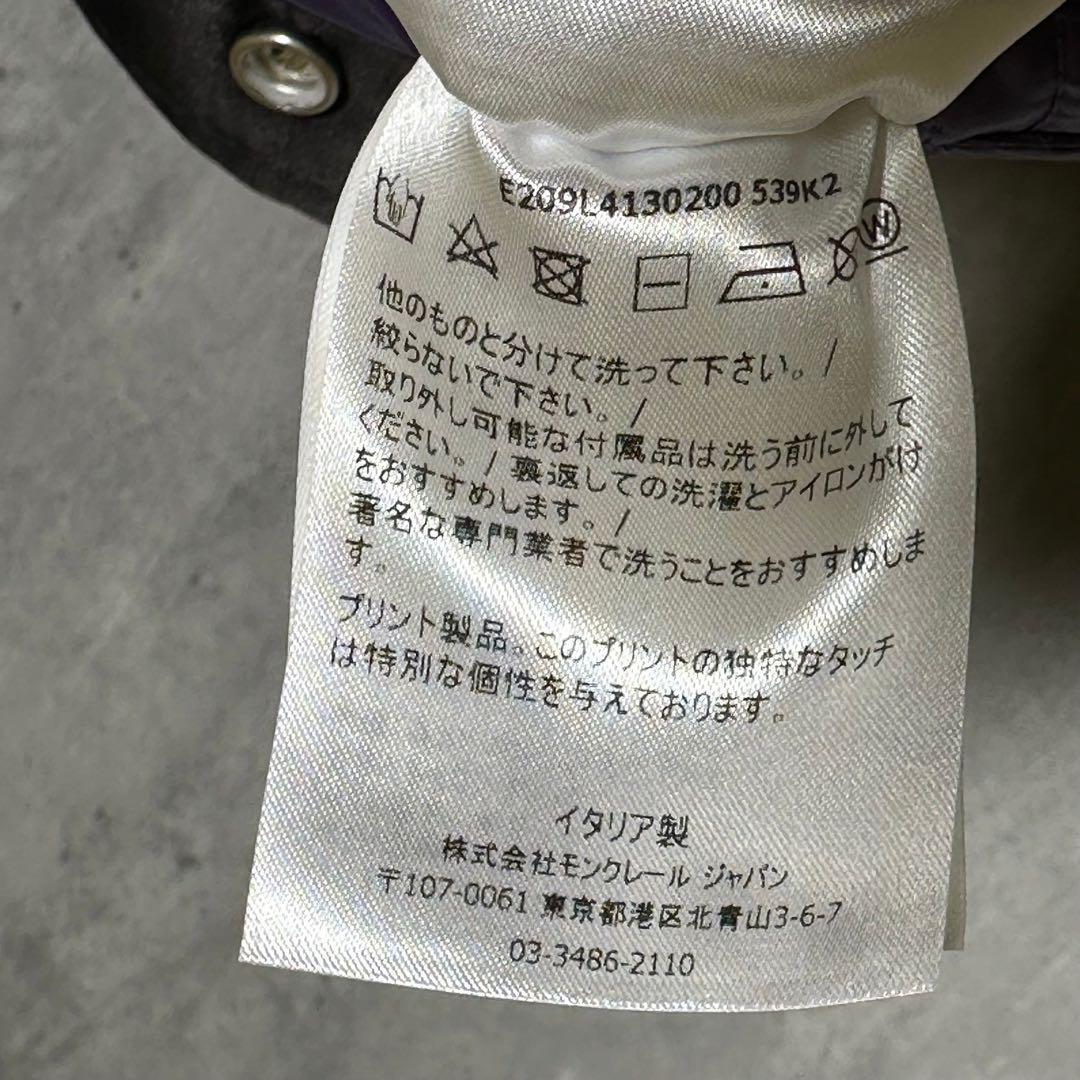 E209L4130200 539K2
W
他のものと分けて洗って下さい。/
絞らないで下さい。/
取り外し可能な付属品は洗う前に外して
ください。/ 裏返しての洗濯とアイロンがけ
をおすすめします。/
著名な専門業者で洗うことをおすすめしま
す。
プリント製品。このプリントの独特なタッチ
は特別な個性を与えております。
イタリア製
株式会社モンクレール ジャパン
〒107-0061 東京都港区北青山3-6-7
03-3486-2110